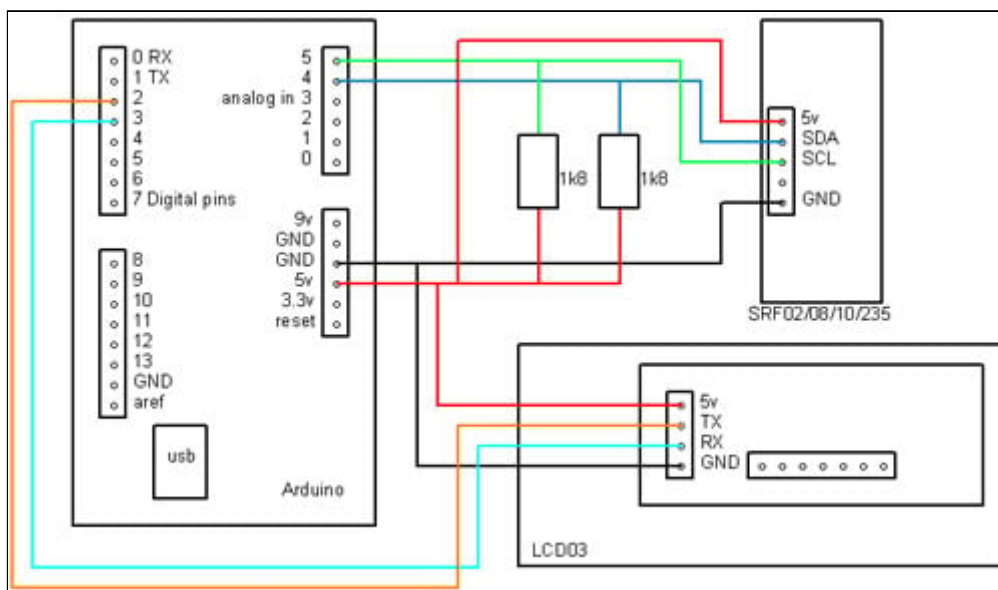 0 RX
1 TX
2
3
4
5
6
7 Digital pins
8
9
10
11
12
13
GND
aref
usb
Arduino
5
4
analog in 3
2
1
0
9v
GND
GND
5v
3.3v
reset
1k8
1k8
5v
SDA
SCL
GND
SRF02/08/10/235
5v
TX
RX
GND
LCD03